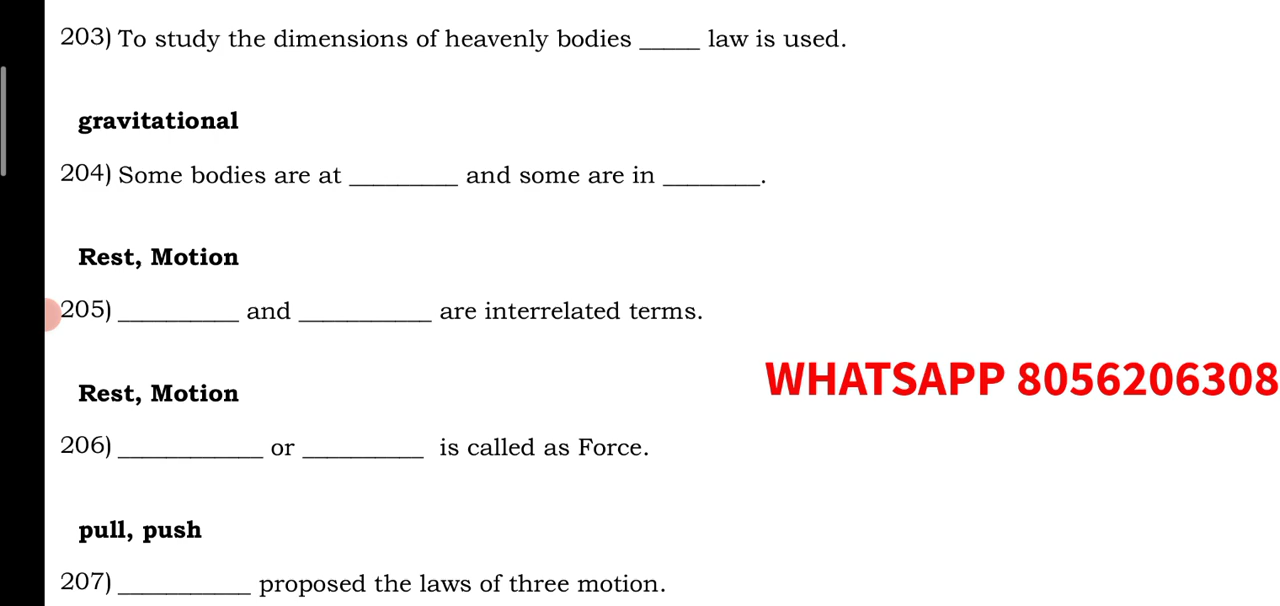 203) To study the dimensions of heavenly bodies _____ law is used.
gravitational
204) Some bodies are at _________ and some are in ________.
Rest, Motion
205) __________ and ___________ are interrelated terms.
WHATSAPP 8056206308
Rest, Motion
206) ____________ or __________ is called as Force.
pull, push
207) ___________ proposed the laws of three motion.